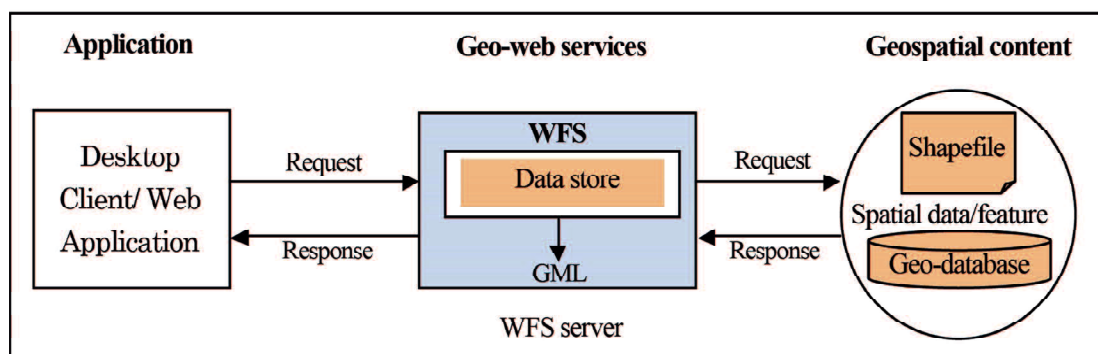 Application
Geo-web services
Geospatial content
Desktop
Client/ Web
Application
Request
Response
WFS
Data store
GML
WFS server
Request
Response
Shapefile
Spatial data/feature
Geo-database